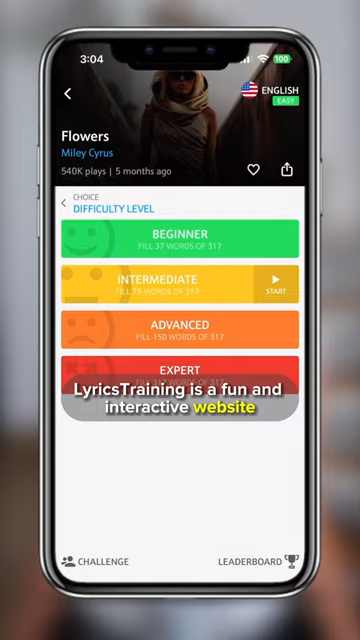 3:04
100
ENGLISH
EASY
Flowers
Miley Cyrus
540K plays | 5 months ago
CHOICE
DIFFICULTY LEVEL
BEGINNER
FILL 37 WORDS OF 317
INTERMEDIATE
FILL 75 WORDS OF 317
START
ADVANCED
FILL 150 WORDS OF 317
EXPERT
LyricsTraining is a fun and
interactive website
CHALLENGE
LEADERBOARD